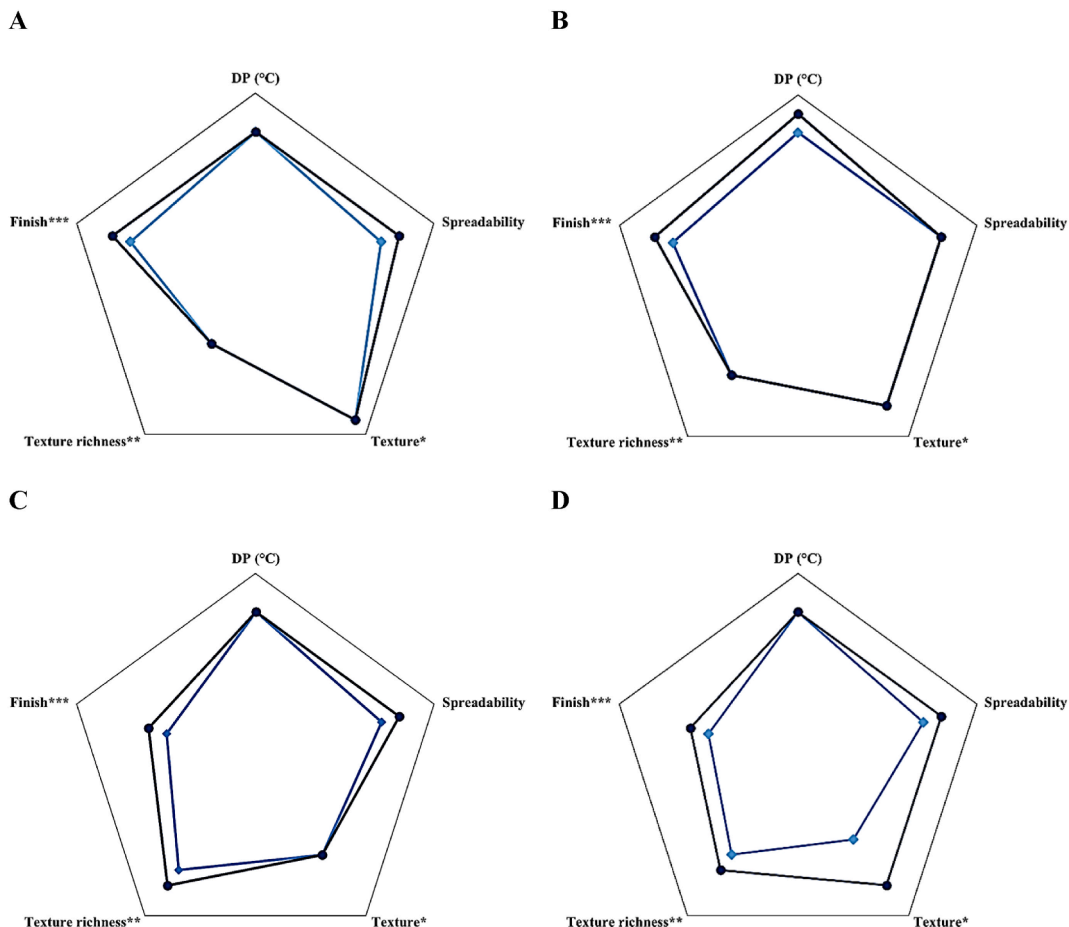 A
B
DP (°C)
DP (°C)
Finish***
Spreadability
Finish***
Spreadability
Texture richness**
Texture*
Texture richness**
Texture*
C
D
DP (°C)
DP (°C)
Finish***
Spreadability
Finish***
Spreadability
Texture richness**
Texture*
Texture richness**
Texture*